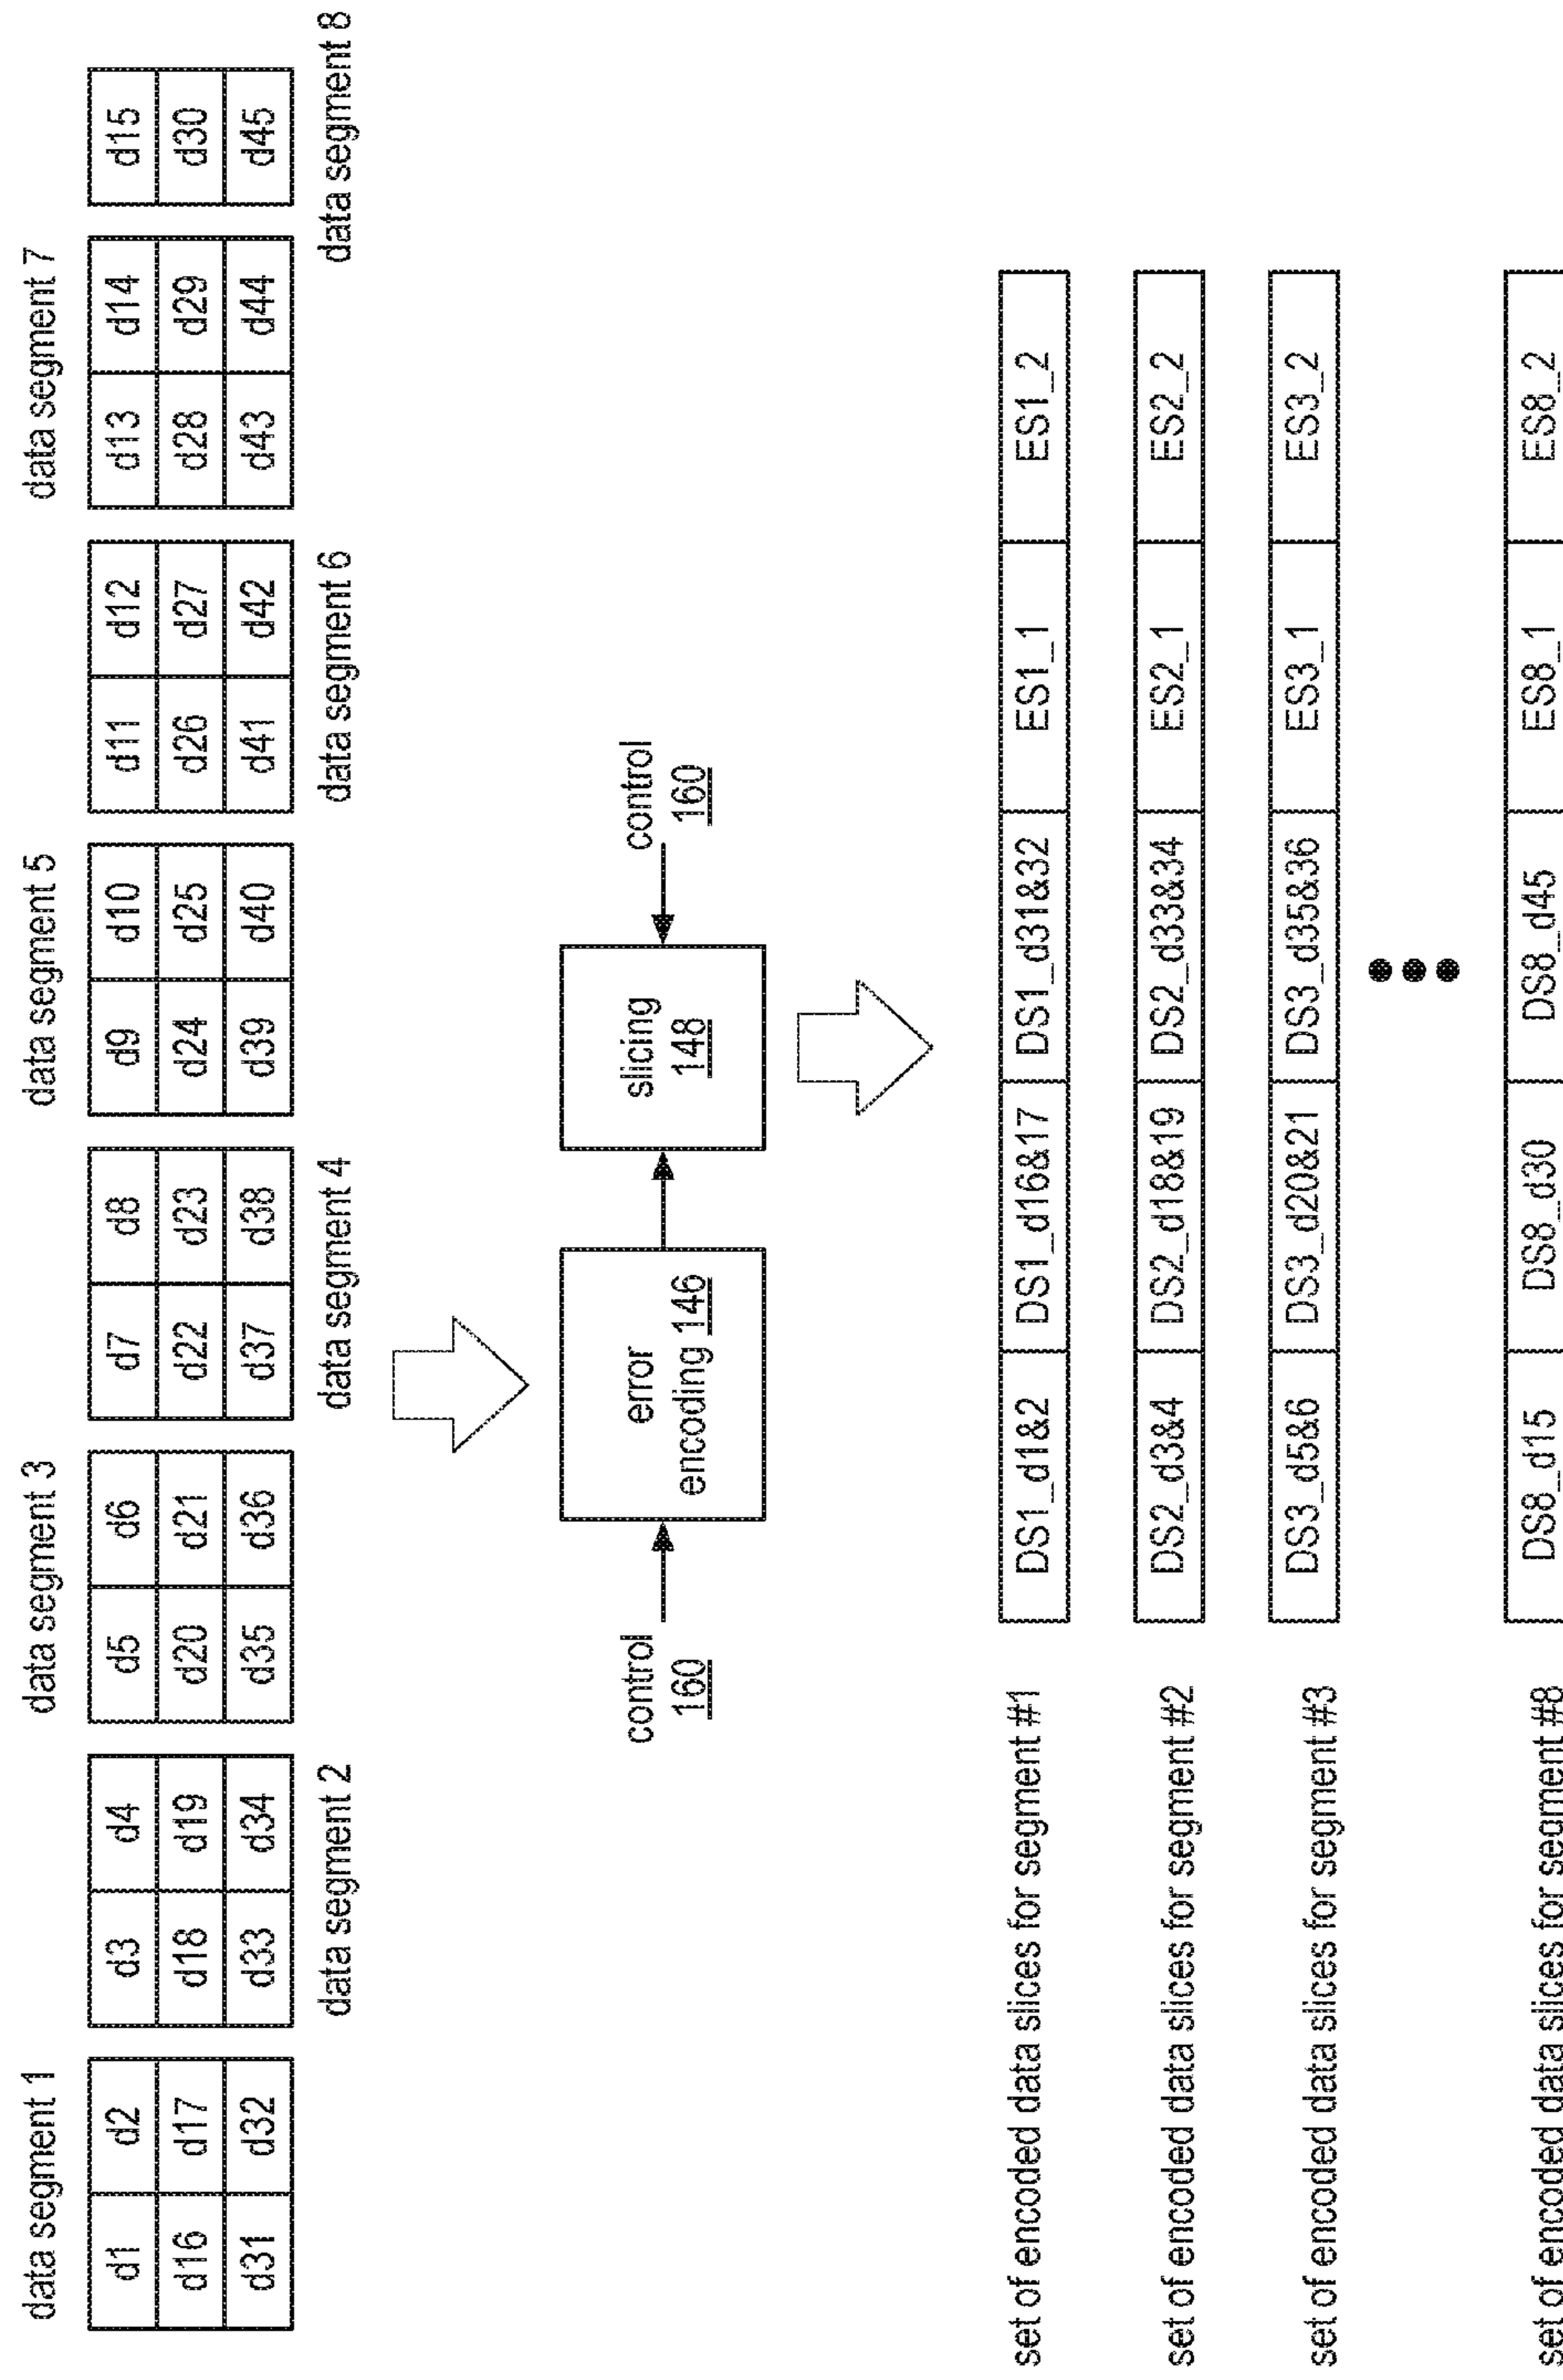 data segment 1
data segment 3
data segment 5
data segment 7
d1 d2 d3 d4 d5 d6 d7 d8 d9 d10 d11 d12 d13 d14 d15
d16 d17 d18 d19 d20 d21 d22 d23 d24 d25 d26 d27 d28 d29 d30
d31 d32 d33 d34 d35 d36 d37 d38 d39 d40 d41 d42 d43 d44 d45
data segment 2
data segment 4
data segment 6
data segment 8
control
160
error
encoding 146
slicing
148
control
160
set of encoded data slices for segment #1 DS1_d1&2 DS1_d16&17 DS1_d31&32 ES1_1 ES1_2
set of encoded data slices for segment #2 DS2_d3&4 DS2_d18&19 DS2_d33&34 ES2_1 ES2_2
set of encoded data slices for segment #3 DS3_d5&6 DS3_d20&21 DS3_d35&36 ES3_1 ES3_2
set of encoded data slices for segment #8 DS8_d15 DS8_d30 DS8_d45 ES8_1 ES8_2